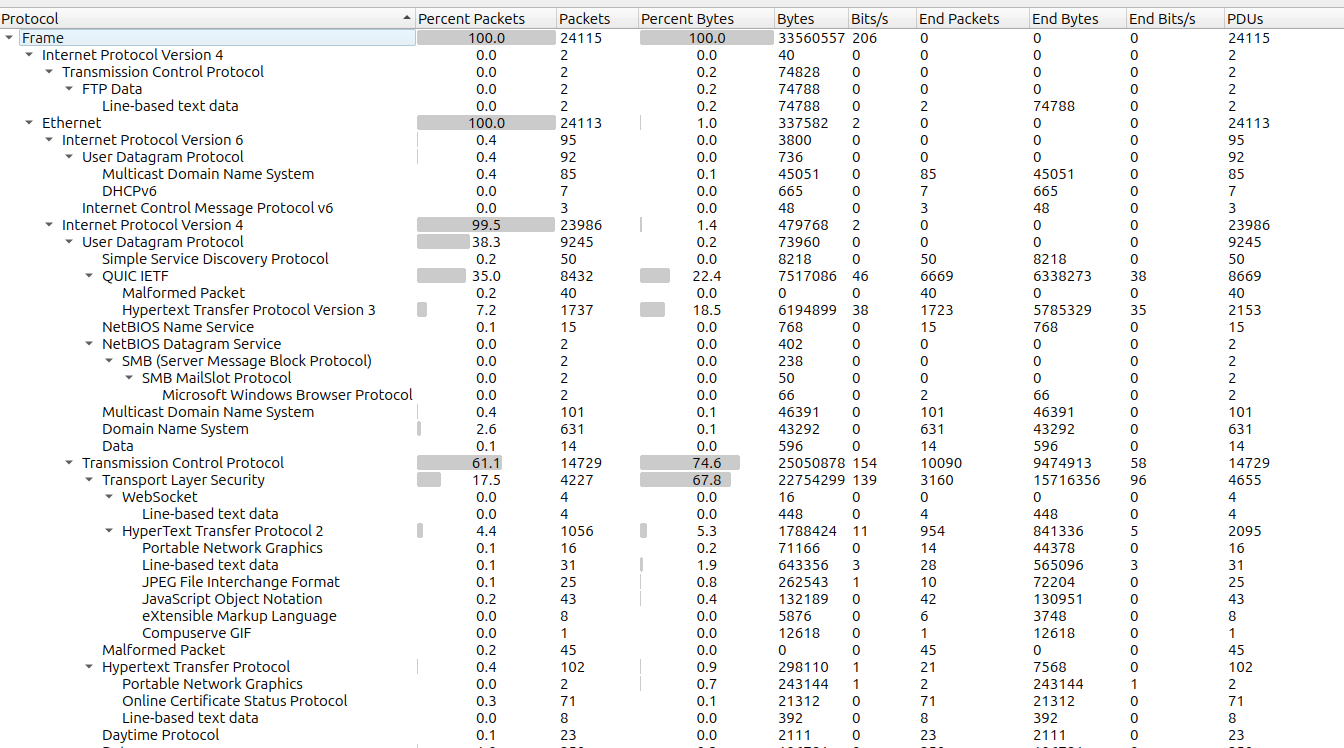 Protocol Percent Packets Packets Percent Bytes Bytes Bits/s End Packets End Bytes End Bits/s PDUs
Frame 100.0 24115 100.0 33560557 206 0 0 0 24115
Internet Protocol Version 4 0.0 2 0.0 40 0 0 0 0 2
Transmission Control Protocol 0.0 2 0.2 74828 0 0 0 0 2
FTP Data 0.0 2 0.2 74788 0 0 0 0 2
Line-based text data 0.0 2 0.2 74788 0 2 74788 0 2
Ethernet 100.0 24113 1.0 337582 2 0 0 0 24113
Internet Protocol Version 6 0.4 95 0.0 3800 0 0 0 0 95
User Datagram Protocol 0.4 92 0.0 736 0 0 0 0 92
Multicast Domain Name System 0.4 85 0.1 45051 0 85 45051 0 85
DHCPv6 0.0 7 0.0 665 0 7 665 0 7
Internet Control Message Protocol v6 0.0 3 0.0 48 0 3 48 0 3
Internet Protocol Version 4 99.5 23986 1.4 479768 2 0 0 0 23986
User Datagram Protocol 38.3 9245 0.2 73960 0 0 0 0 9245
Simple Service Discovery Protocol 0.2 50 0.0 8218 0 50 8218 0 50
QUIC IETF 35.0 8432 22.4 7517086 46 6669 6338273 38 8669
Malformed Packet 0.2 40 0.0 0 0 40 0 0 40
Hypertext Transfer Protocol Version 3 7.2 1737 18.5 6194899 38 1723 5785329 35 2153
NetBIOS Name Service 0.1 15 0.0 768 0 15 768 0 15
NetBIOS Datagram Service 0.0 2 0.0 402 0 0 0 0 2
SMB (Server Message Block Protocol) 0.0 2 0.0 238 0 0 0 0 2
SMB MailSlot Protocol 0.0 2 0.0 50 0 0 0 0 2
Microsoft Windows Browser Protocol 0.0 2 0.0 66 0 2 66 0 2
Multicast Domain Name System 0.4 101 0.1 46391 0 101 46391 0 101
Domain Name System 2.6 631 0.1 43292 0 631 43292 0 631
Data 0.1 14 0.0 596 0 14 596 0 14
Transmission Control Protocol 61.1 14729 74.6 25050878 154 10090 9474913 58 14729
Transport Layer Security 17.5 4227 67.8 22754299 139 3160 15716356 96 4655
WebSocket 0.0 4 0.0 16 0 0 0 0 4
Line-based text data 0.0 4 0.0 448 0 4 448 0 4
HyperText Transfer Protocol 2 4.4 1056 5.3 1788424 11 954 841336 5 2095
Portable Network Graphics 0.1 16 0.2 71166 0 14 44378 0 16
Line-based text data 0.1 31 1.9 643356 3 28 565096 3 31
JPEG File Interchange Format 0.1 25 0.8 262543 1 10 72204 0 25
JavaScript Object Notation 0.2 43 0.4 132189 0 42 130951 0 43
eXtensible Markup Language 0.0 8 0.0 5876 0 6 3748 0 8
Compuserve GIF 0.0 1 0.0 12618 0 1 12618 0 1
Malformed Packet 0.2 45 0.0 0 0 45 0 0 45
Hypertext Transfer Protocol 0.4 102 0.9 298110 1 21 7568 0 102
Portable Network Graphics 0.0 2 0.7 243144 1 2 243144 1 2
Online Certificate Status Protocol 0.3 71 0.1 21312 0 71 21312 0 71
Line-based text data 0.0 8 0.0 392 0 8 392 0 8
Daytime Protocol 0.1 23 0.0 2111 0 23 2111 0 23